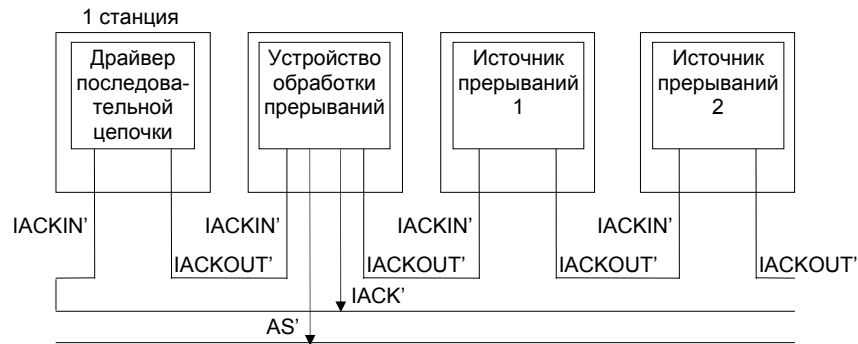 1 станция
Драйвер
последова-
тельной
цепочки
Устройство
обработки
прерываний
Источник
прерываний
1
Источник
прерываний
2
IACKIN’
IACKIN’
IACKIN’
IACKIN’
IACKOUT’
IACKOUT’
IACKOUT’
IACKOUT’
IACK’
AS’